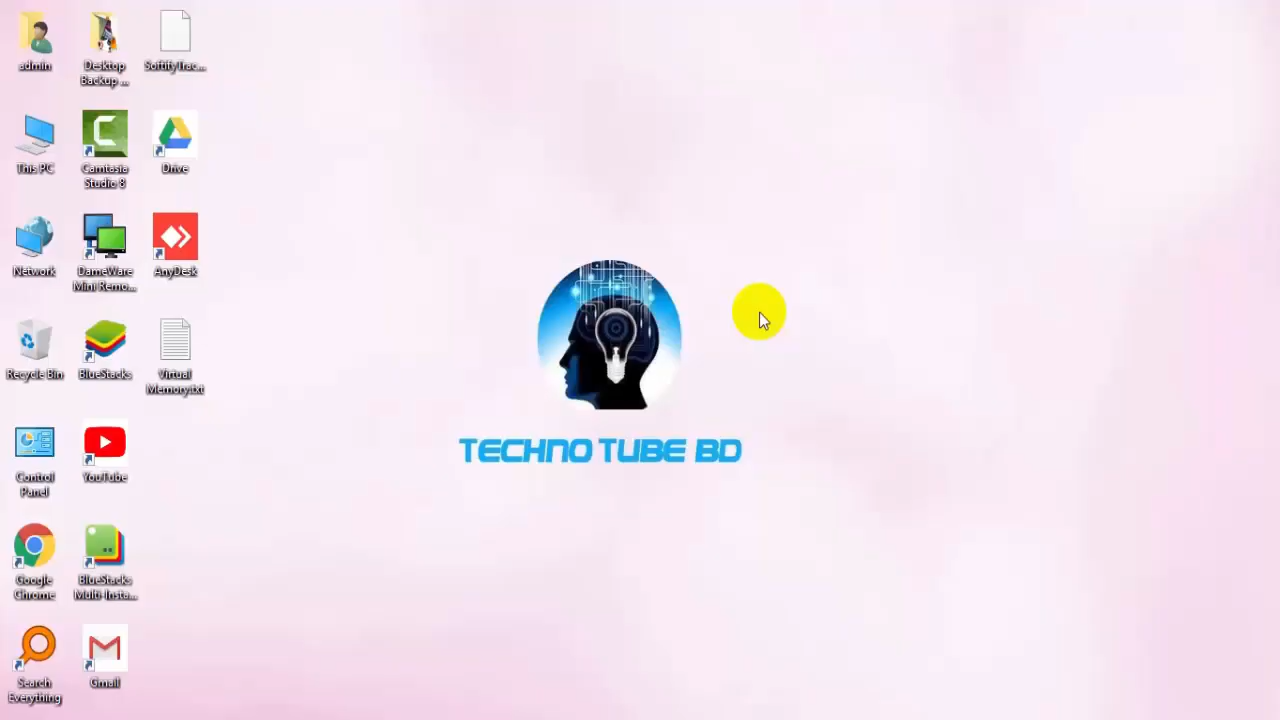 admin
Desktop
Backup ...
This PC
Camtasia
Studio 8
Drive
Network
DameWare
Mini Remo...
AnyDesk
Recycle Bin
BlueStacks
Virtual
Memory.txt
Control
Panel
YouTube
Google
Chrome
BlueStacks
Multi-Insta...
Search
Everything
Gmail
TECHNO TUBE BD